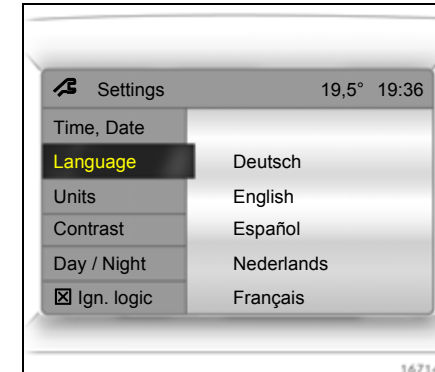 Settings 19,5° 19:36
Time, Date
Language Deutsch
Units English
Contrast Español
Day / Night Nederlands
☒ Ign. logic Français
16714